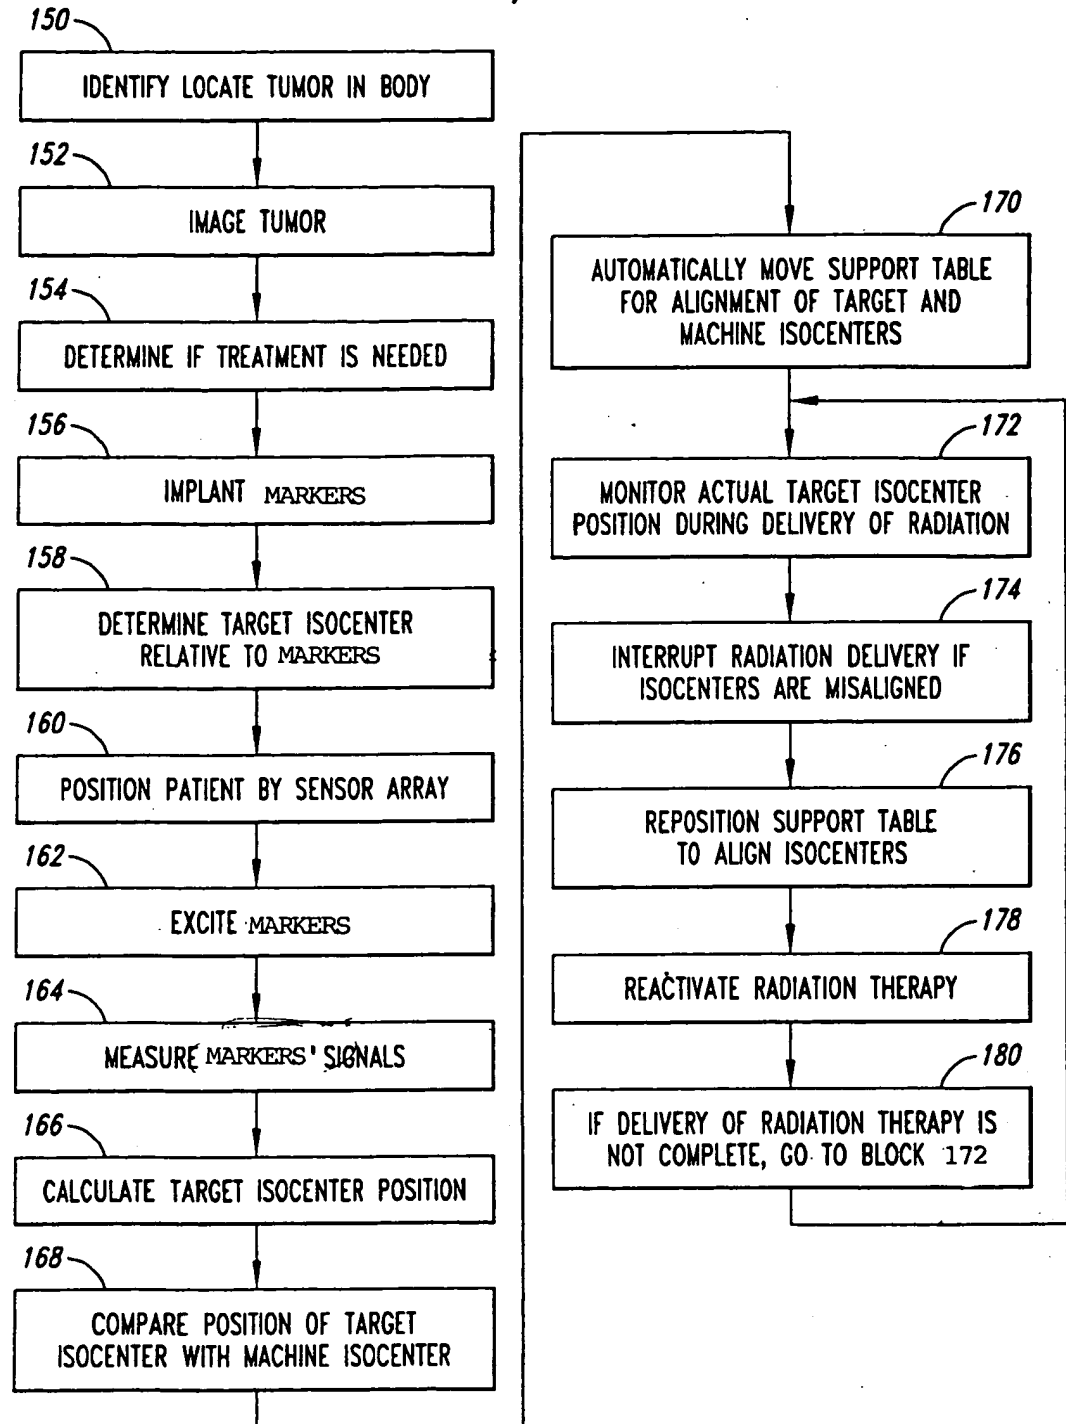 150
IDENTIFY LOCATE TUMOR IN BODY
152
IMAGE TUMOR
154
DETERMINE IF TREATMENT IS NEEDED
156
IMPLANT MARKERS
158
DETERMINE TARGET ISOCENTER
RELATIVE TO MARKERS
160
POSITION PATIENT BY SENSOR ARRAY
162
EXCITE MARKERS
164
MEASURE MARKERS' SIGNALS
166
CALCULATE TARGET ISOCENTER POSITION
168
COMPARE POSITION OF TARGET
ISOCENTER WITH MACHINE ISOCENTER
170
AUTOMATICALLY MOVE SUPPORT TABLE
FOR ALIGNMENT OF TARGET AND
MACHINE ISOCENTERS
172
MONITOR ACTUAL TARGET ISOCENTER
POSITION DURING DELIVERY OF RADIATION
174
INTERRUPT RADIATION DELIVERY IF
ISOCENTERS ARE MISALIGNED
176
REPOSITION SUPPORT TABLE
TO ALIGN ISOCENTERS
178
REACTIVATE RADIATION THERAPY
180
IF DELIVERY OF RADIATION THERAPY IS
NOT COMPLETE, GO TO BLOCK 172